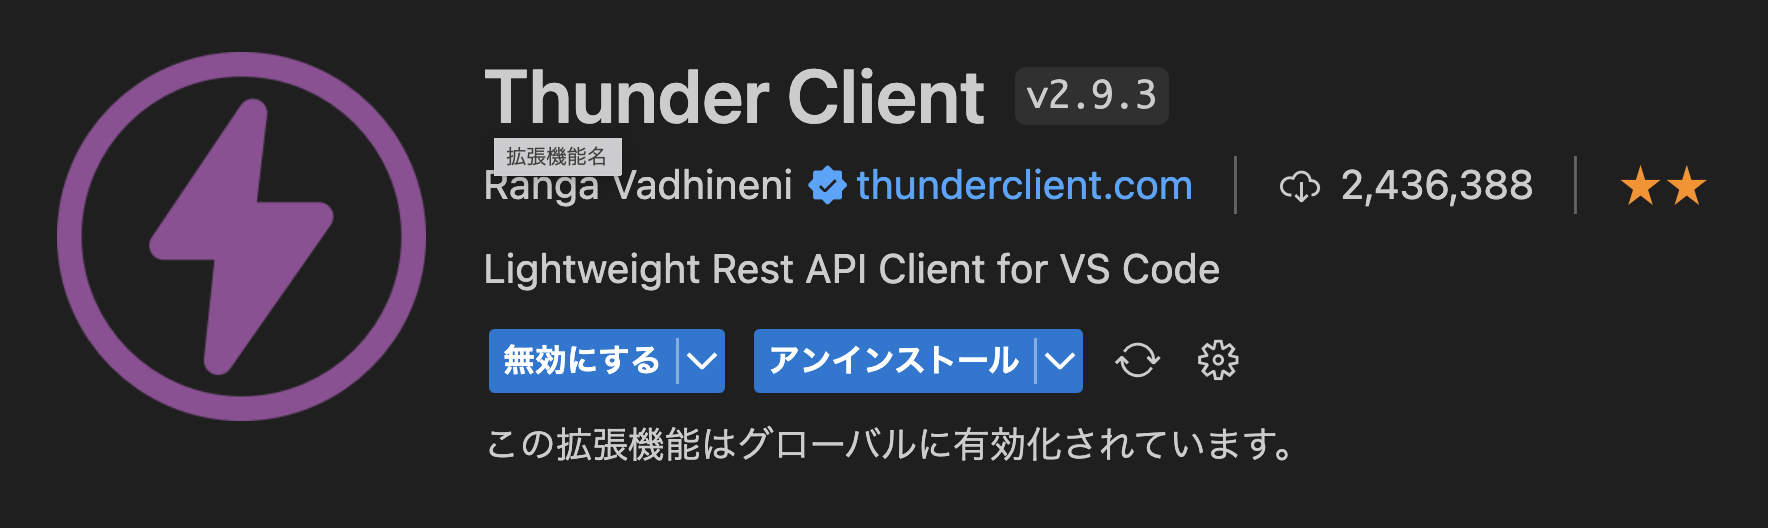 Thunder Client v2.9.3
拡張機能名
Ranga Vadhineni thunderclient.com 2,436,388
Lightweight Rest API Client for VS Code
無効にする アンインストール
この拡張機能はグローバルに有効化されています。